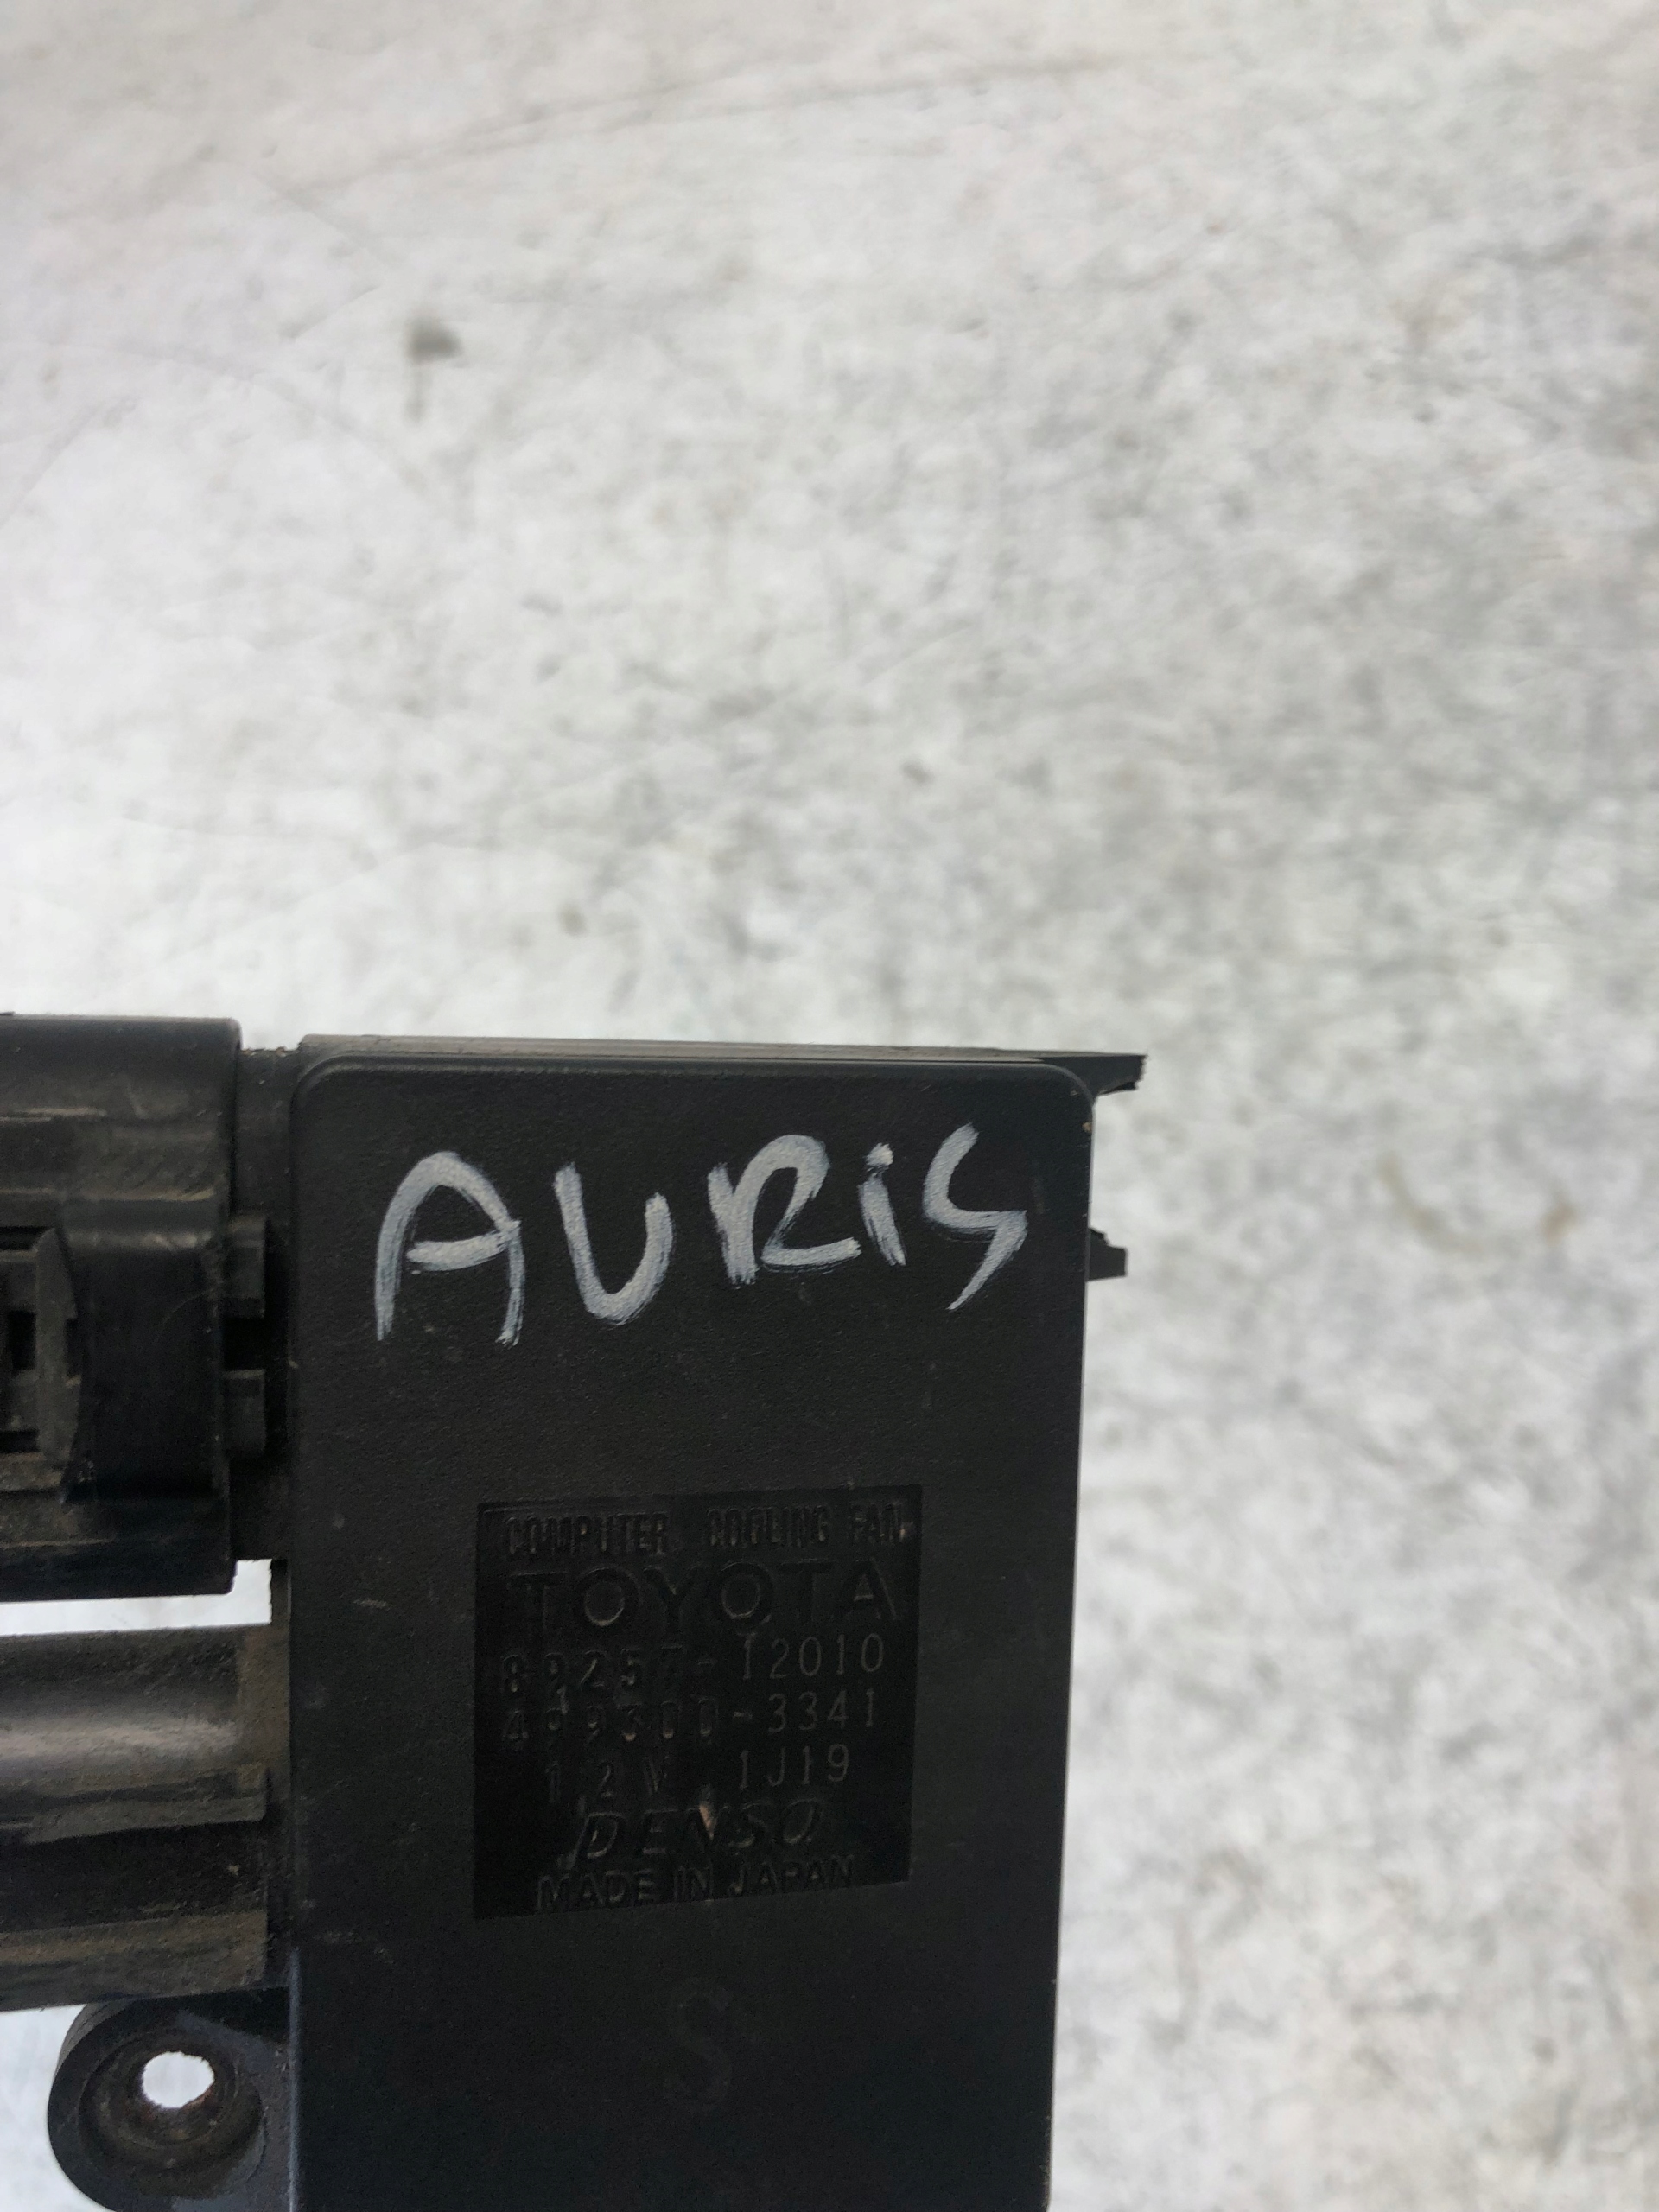 AURiS
COMPUTER COOLING FAN
TOYOTA
89257-12010
499300-3341
12V 1J19
DENSO
MADE IN JAPAN
S